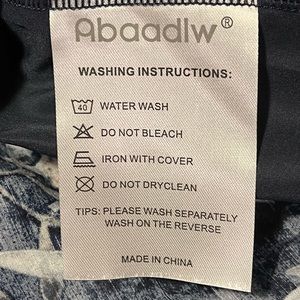 Abaadlw®
WASHING INSTRUCTIONS:
40 WATER WASH
DO NOT BLEACH
IRON WITH COVER
DO NOT DRYCLEAN
TIPS: PLEASE WASH SEPARATELY
WASH ON THE REVERSE
MADE IN CHINA